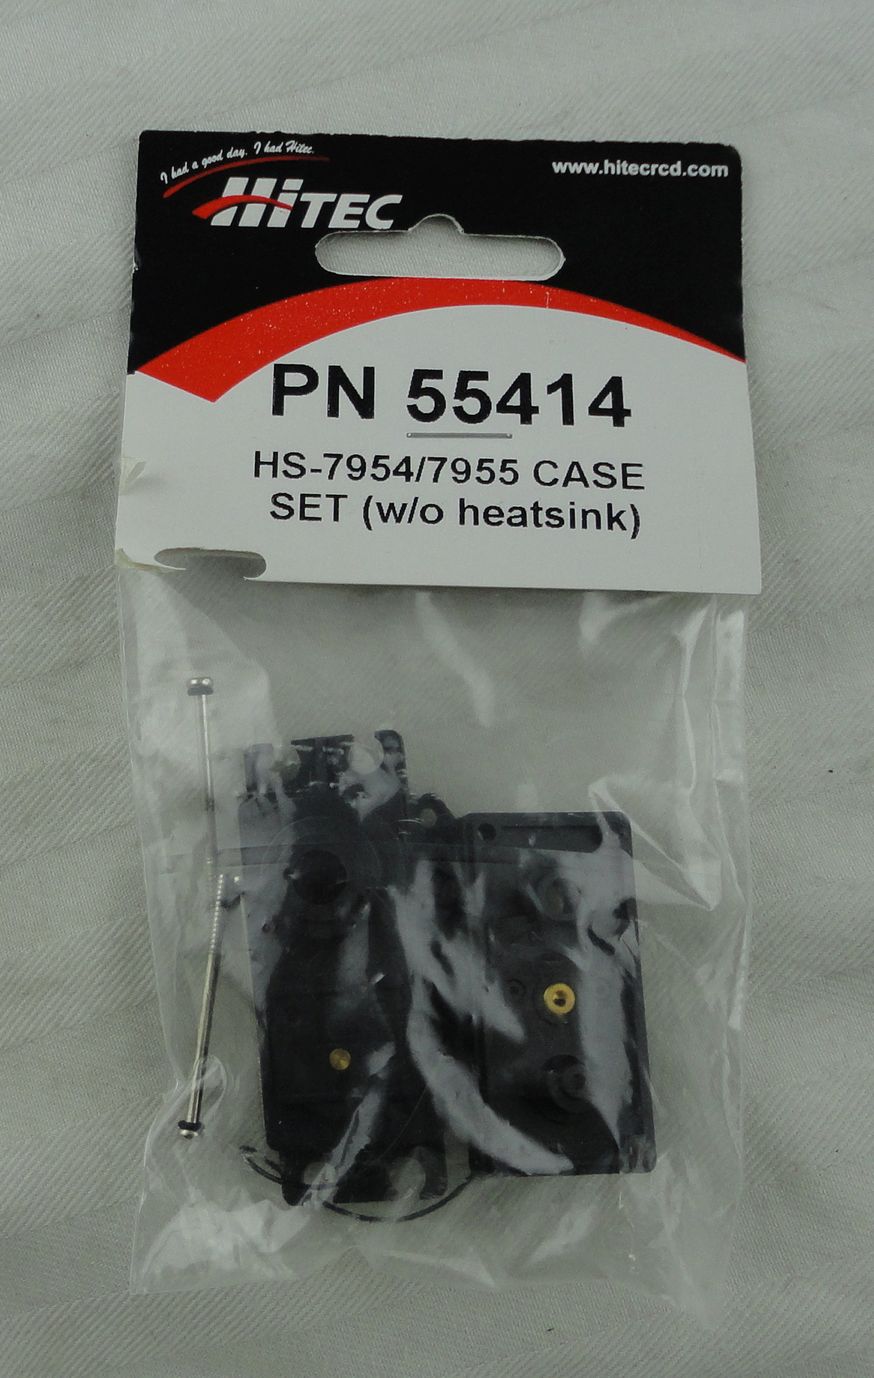 I had a good day. I had Hitec.
HiTEC
www.hitecrcd.com
PN 55414
HS-7954/7955 CASE
SET (w/o heatsink)